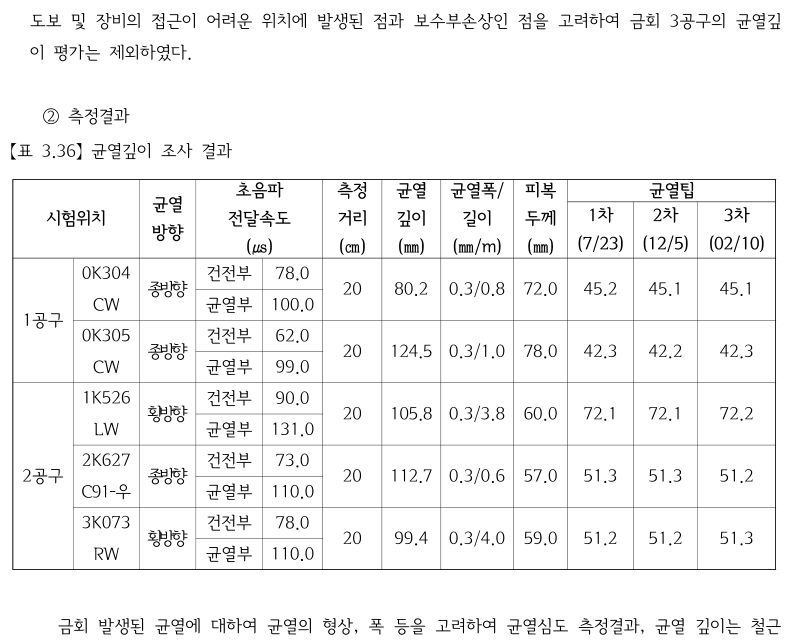 도보 및 장비의 접근이 어려운 위치에 발생된 점과 보수부손상인 점을 고려하여 금회 3공구의 균열깊
이 평가는 제외하였다.
② 측정결과
【표 3.36】 균열깊이 조사 결과
시험위치 균열 방향 초음파 전달속도 (㎲) 측정 거리 (㎝) 균열 깊이 (㎜) 균열폭/ 길이 (㎜/m) 피복 두께 (㎜) 균열팁
1차 (7/23) 2차 (12/5) 3차 (02/10)
1공구 0K304 CW 종방향 건전부 78.0 20 80.2 0.3/0.8 72.0 45.2 45.1 45.1
균열부 100.0
0K305 CW 종방향 건전부 62.0 20 124.5 0.3/1.0 78.0 42.3 42.2 42.3
균열부 99.0
2공구 1K526 LW 횡방향 건전부 90.0 20 105.8 0.3/3.8 60.0 72.1 72.1 72.2
균열부 131.0
2K627 C91-우 종방향 건전부 73.0 20 112.7 0.3/0.6 57.0 51.3 51.3 51.2
균열부 110.0
3K073 RW 횡방향 건전부 78.0 20 99.4 0.3/4.0 59.0 51.2 51.2 51.3
균열부 110.0
금회 발생된 균열에 대하여 균열의 형상, 폭 등을 고려하여 균열심도 측정결과, 균열 깊이는 철근